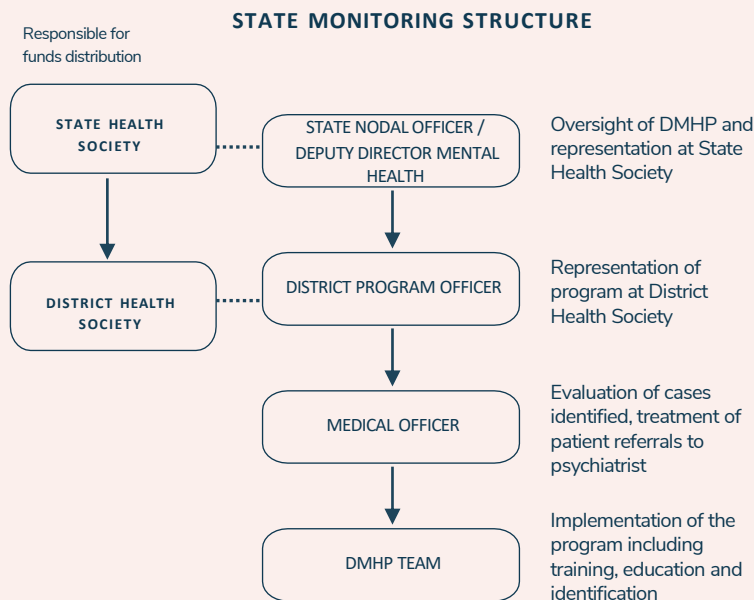 STATE MONITORING STRUCTURE
Responsible for
funds distribution
STATE HEALTH
SOCIETY
STATE NODAL OFFICER /
DEPUTY DIRECTOR MENTAL
HEALTH
Oversight of DMHP and
representation at State
Health Society
DISTRICT HEALTH
SOCIETY
DISTRICT PROGRAM OFFICER
Representation of
program at District
Health Society
MEDICAL OFFICER
Evaluation of cases
identified, treatment of
patient referrals to
psychiatrist
DMHP TEAM
Implementation of the
program including
training, education and
identification